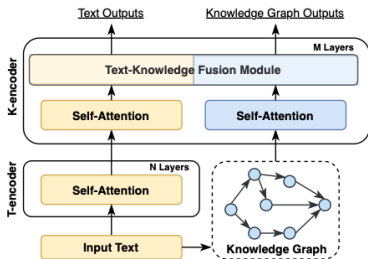 Text Outputs
Knowledge Graph Outputs
M Layers
Text-Knowledge Fusion Module
K-encoder
Self-Attention
Self-Attention
N Layers
T-encoder
Self-Attention
Input Text
Knowledge Graph